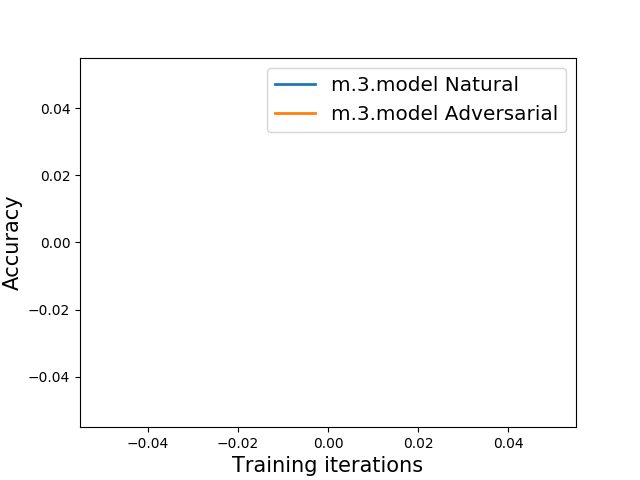 m.3.model Natural
m.3.model Adversarial
0.04
0.02
0.00
−0.02
−0.04
Accuracy
−0.04 −0.02 0.00 0.02 0.04
Training iterations